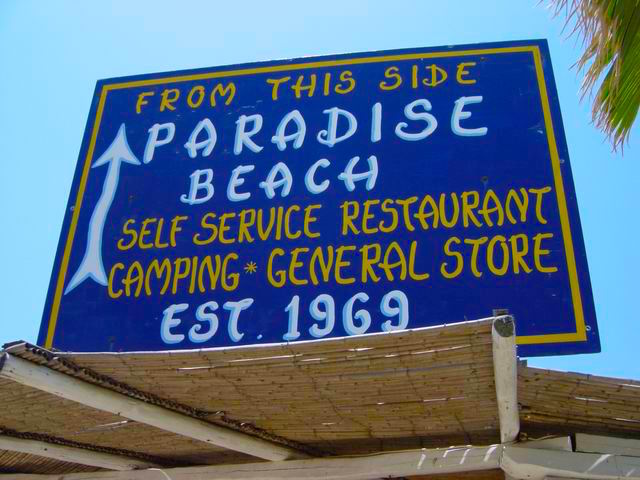 FROM THIS SIDE
PARADISE
BEACH
SELF SERVICE RESTAURANT
CAMPING * GENERAL STORE
EST. 1969